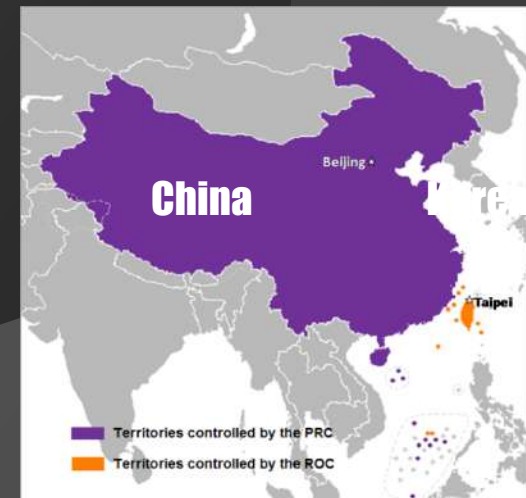 Beijing
China
Taipei
Territories controlled by the PRC
Territories controlled by the ROC